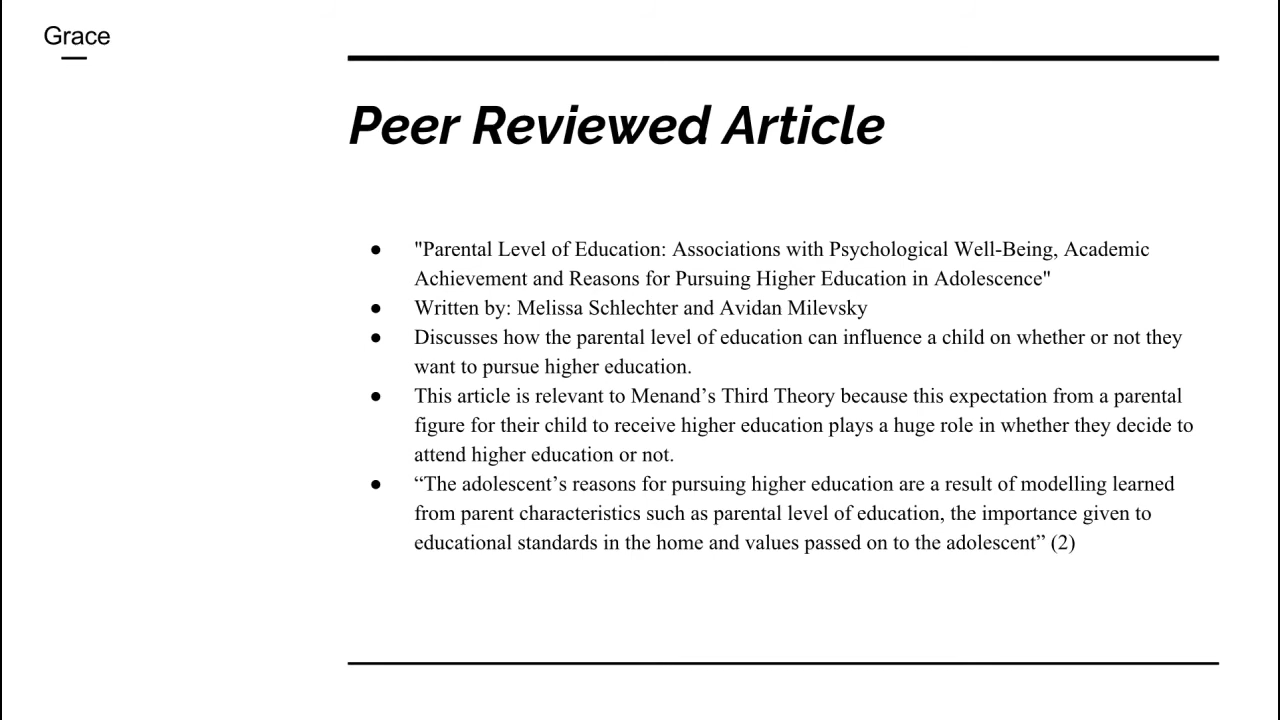 Grace
Peer Reviewed Article
● "Parental Level of Education: Associations with Psychological Well-Being, Academic
Achievement and Reasons for Pursuing Higher Education in Adolescence"
● Written by: Melissa Schlechter and Avidan Milevsky
● Discusses how the parental level of education can influence a child on whether or not they
want to pursue higher education.
● This article is relevant to Menand’s Third Theory because this expectation from a parental
figure for their child to receive higher education plays a huge role in whether they decide to
attend higher education or not.
● “The adolescent’s reasons for pursuing higher education are a result of modelling learned
from parent characteristics such as parental level of education, the importance given to
educational standards in the home and values passed on to the adolescent” (2)